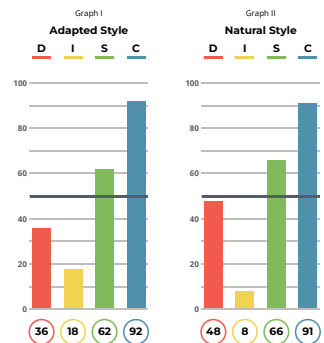 Graph I
Adapted Style
D I S C
100
80
60
40
20
0
36 18 62 92
Graph II
Natural Style
D I S C
100
80
60
40
20
0
48 8 66 91